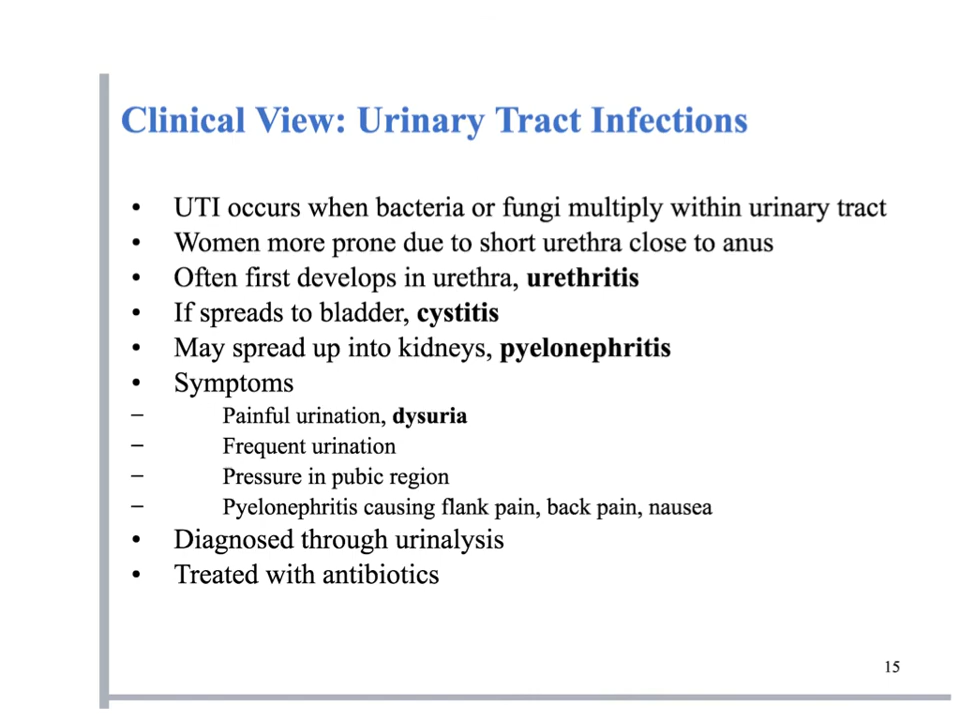 Clinical View: Urinary Tract Infections
• UTI occurs when bacteria or fungi multiply within urinary tract
• Women more prone due to short urethra close to anus
• Often first develops in urethra, urethritis
• If spreads to bladder, cystitis
• May spread up into kidneys, pyelonephritis
• Symptoms
– Painful urination, dysuria
– Frequent urination
– Pressure in pubic region
– Pyelonephritis causing flank pain, back pain, nausea
• Diagnosed through urinalysis
• Treated with antibiotics
15